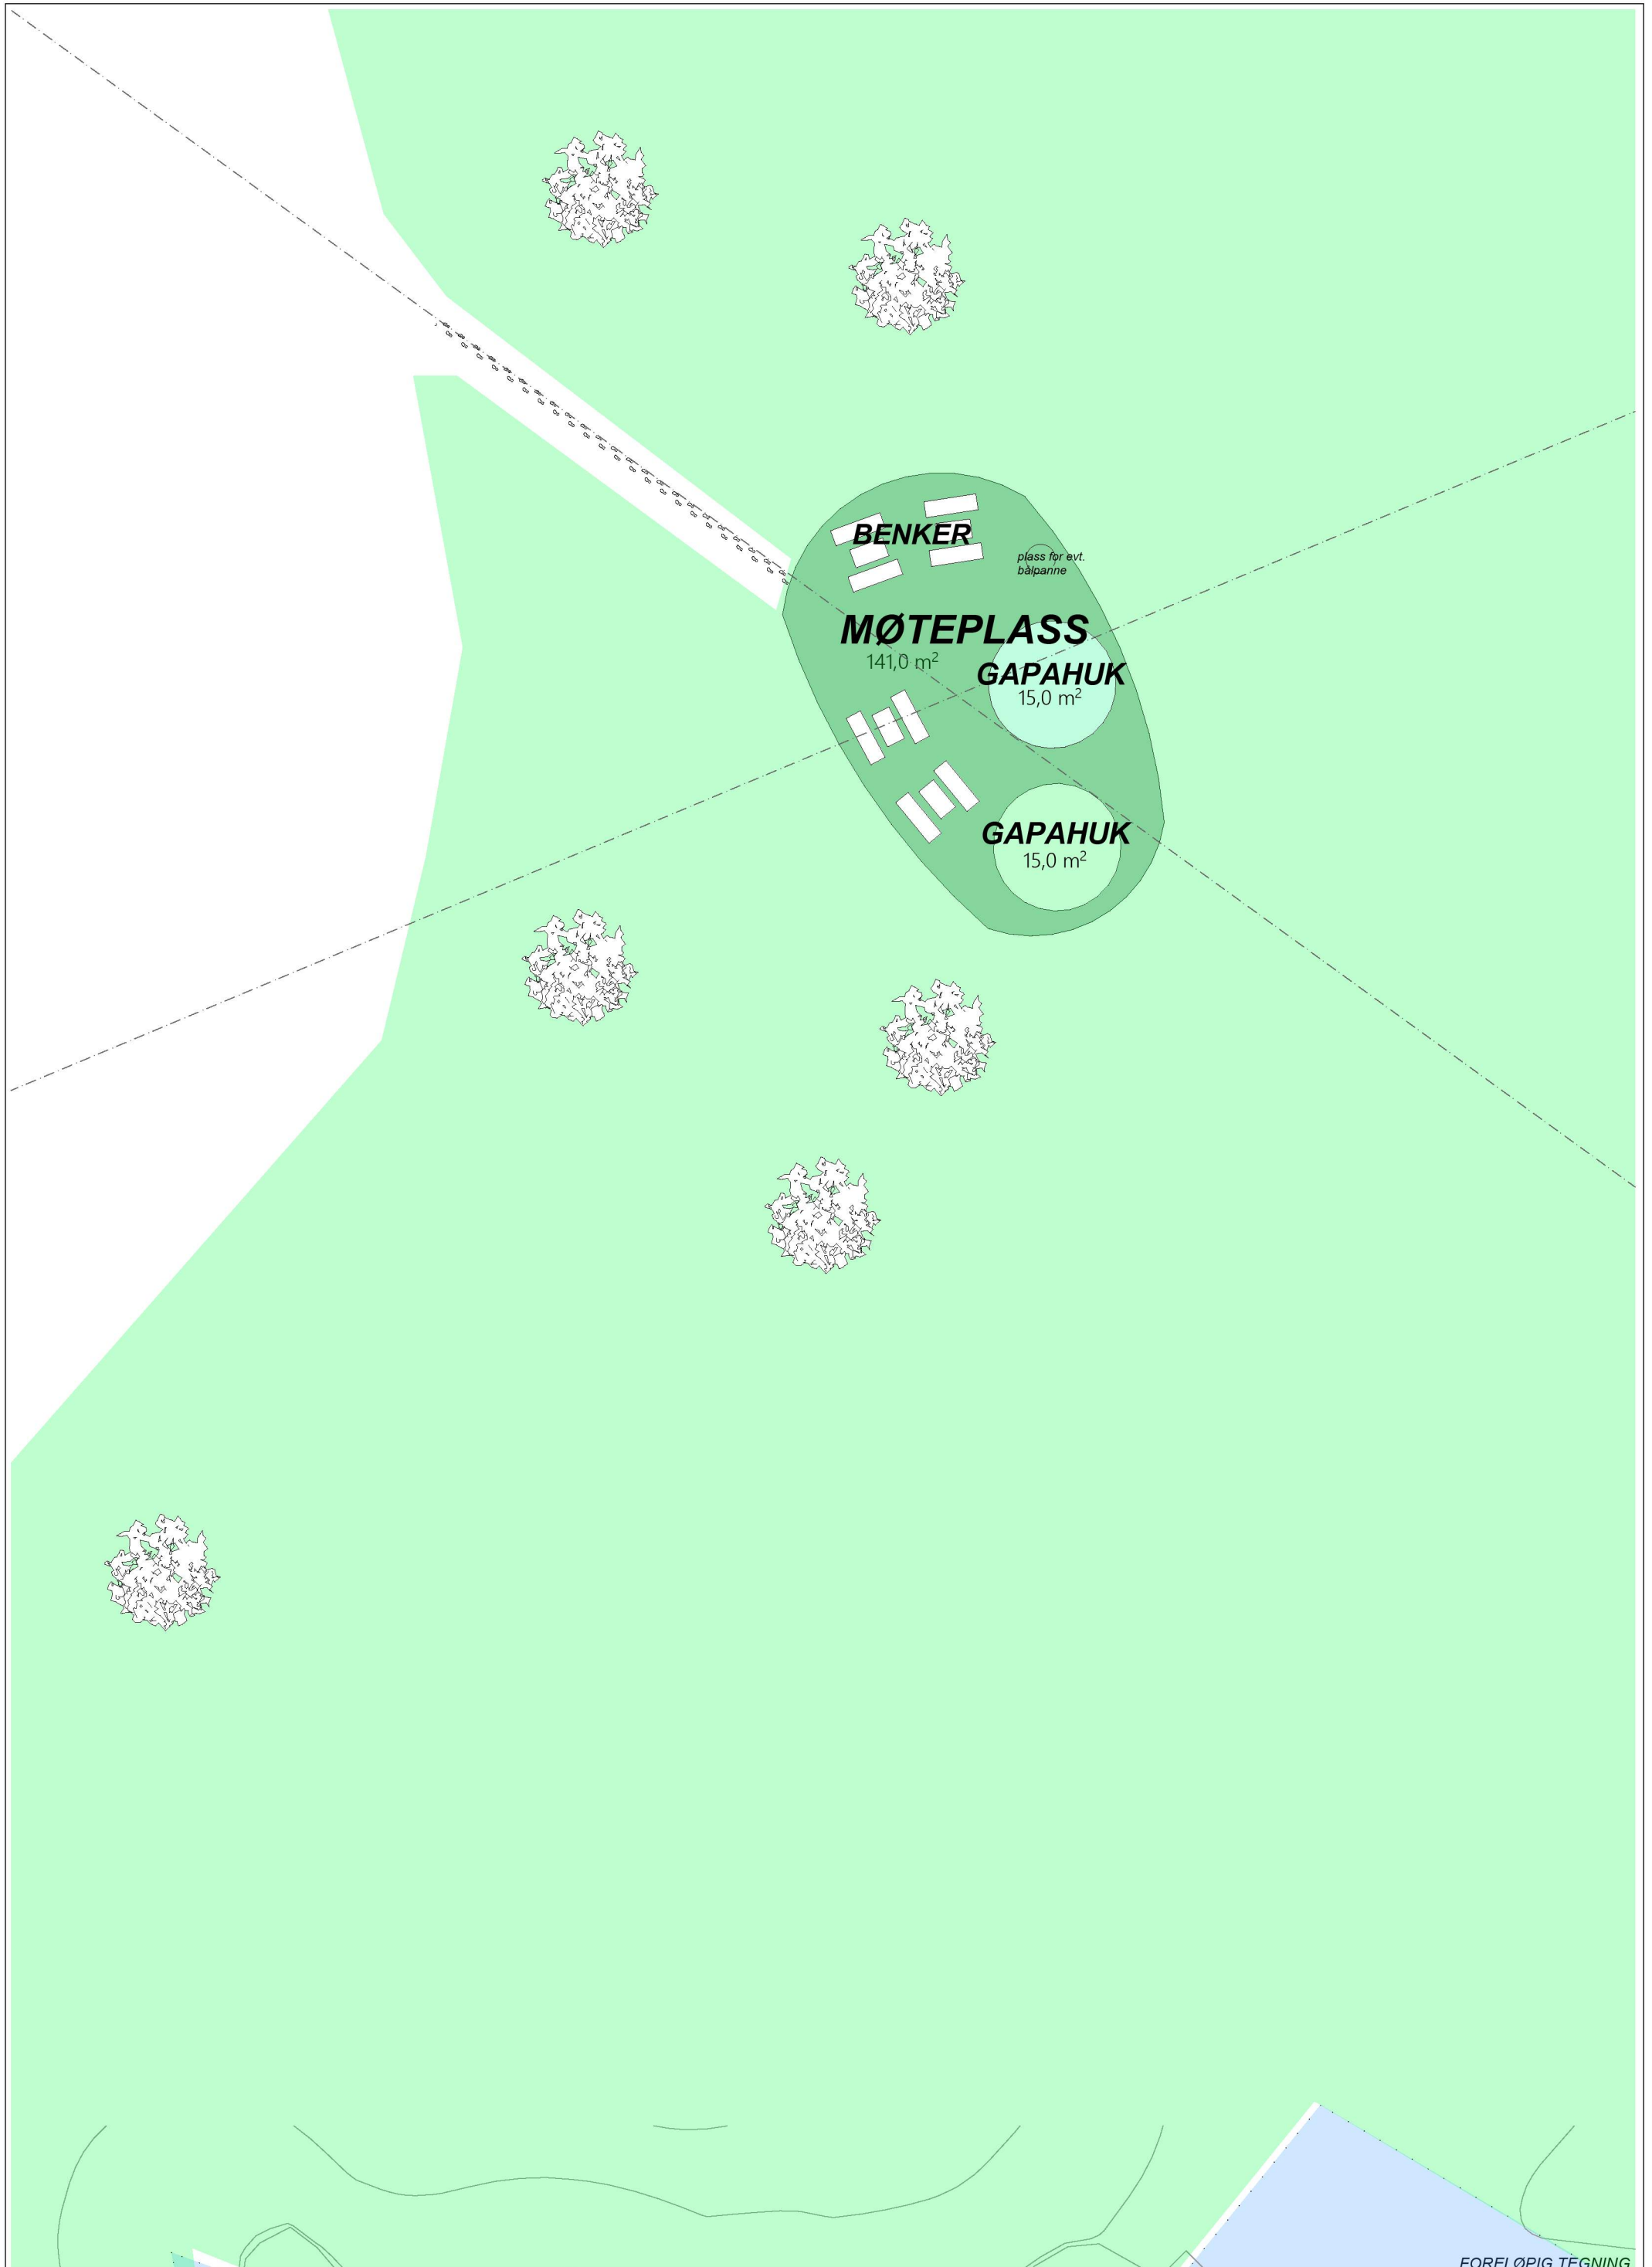 BENKER
plass for evt.
bålpanne
MØTEPLASS
141,0 m²
GAPAHUK
15,0 m²
GAPAHUK
15,0 m²
FORELØPIG TEGNING